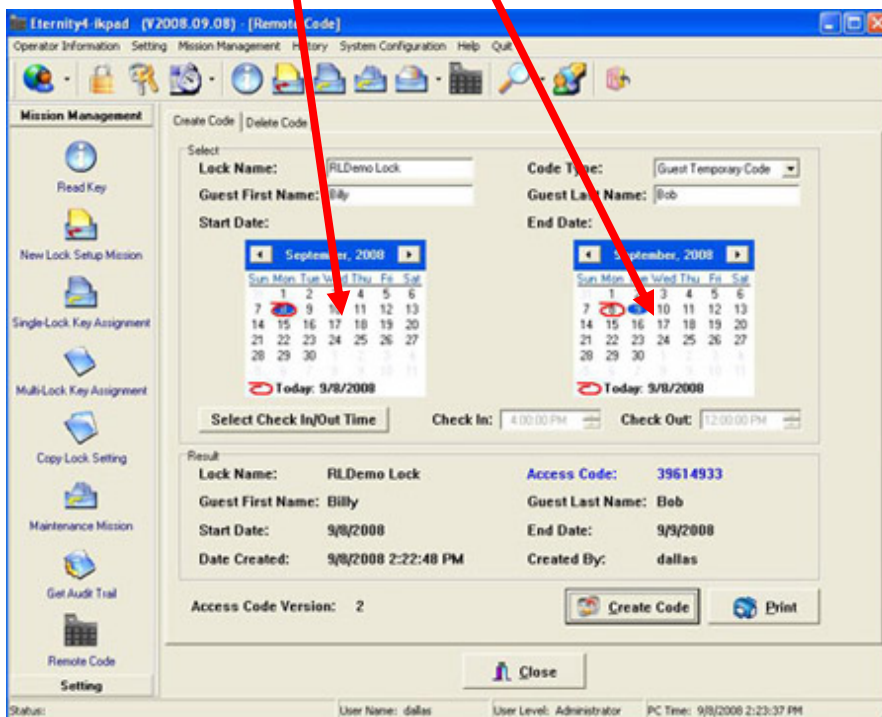 Eternity4-ikpad (V2008.09.08) - [Remote Code]
Operator Information Setting Mission Management History System Configuration Help Quit
Mission Management
Read Key
New Lock Setup Mission
Single-Lock Key Assignment
Multi-Lock Key Assignment
Copy Lock Setting
Maintenance Mission
Get Audit Trail
Remote Code
Setting
Create Code Delete Code
Select
Lock Name: RLDemo Lock Code Type: Guest Temporary Code
Guest First Name: Billy Guest Last Name: Bob
Start Date: End Date:
September, 2008 September, 2008
Sun Mon Tue Wed Thu Fri Sat Sun Mon Tue Wed Thu Fri Sat
1 2 4 5 6 1 3 4 5 6
7 8 9 10 11 12 13 7 8 9 10 11 12 13
14 15 16 17 18 19 20 14 15 16 17 18 19 20
21 22 23 24 25 26 27 21 22 23 24 25 26 27
28 29 30 28 29 30
Today: 9/8/2008 Today: 9/8/2008
Select Check In/Out Time Check In: 4:00:00 PM Check Out: 12:00:00 PM
Result
Lock Name: RLDemo Lock Access Code: 39614933
Guest First Name: Billy Guest Last Name: Bob
Start Date: 9/8/2008 End Date: 9/9/2008
Date Created: 9/8/2008 2:22:48 PM Created By: dallas
Access Code Version: 2 Create Code Print
Close
Status: User Name: dallas User Level: Administrator PC Time: 9/8/2008 2:23:37 PM